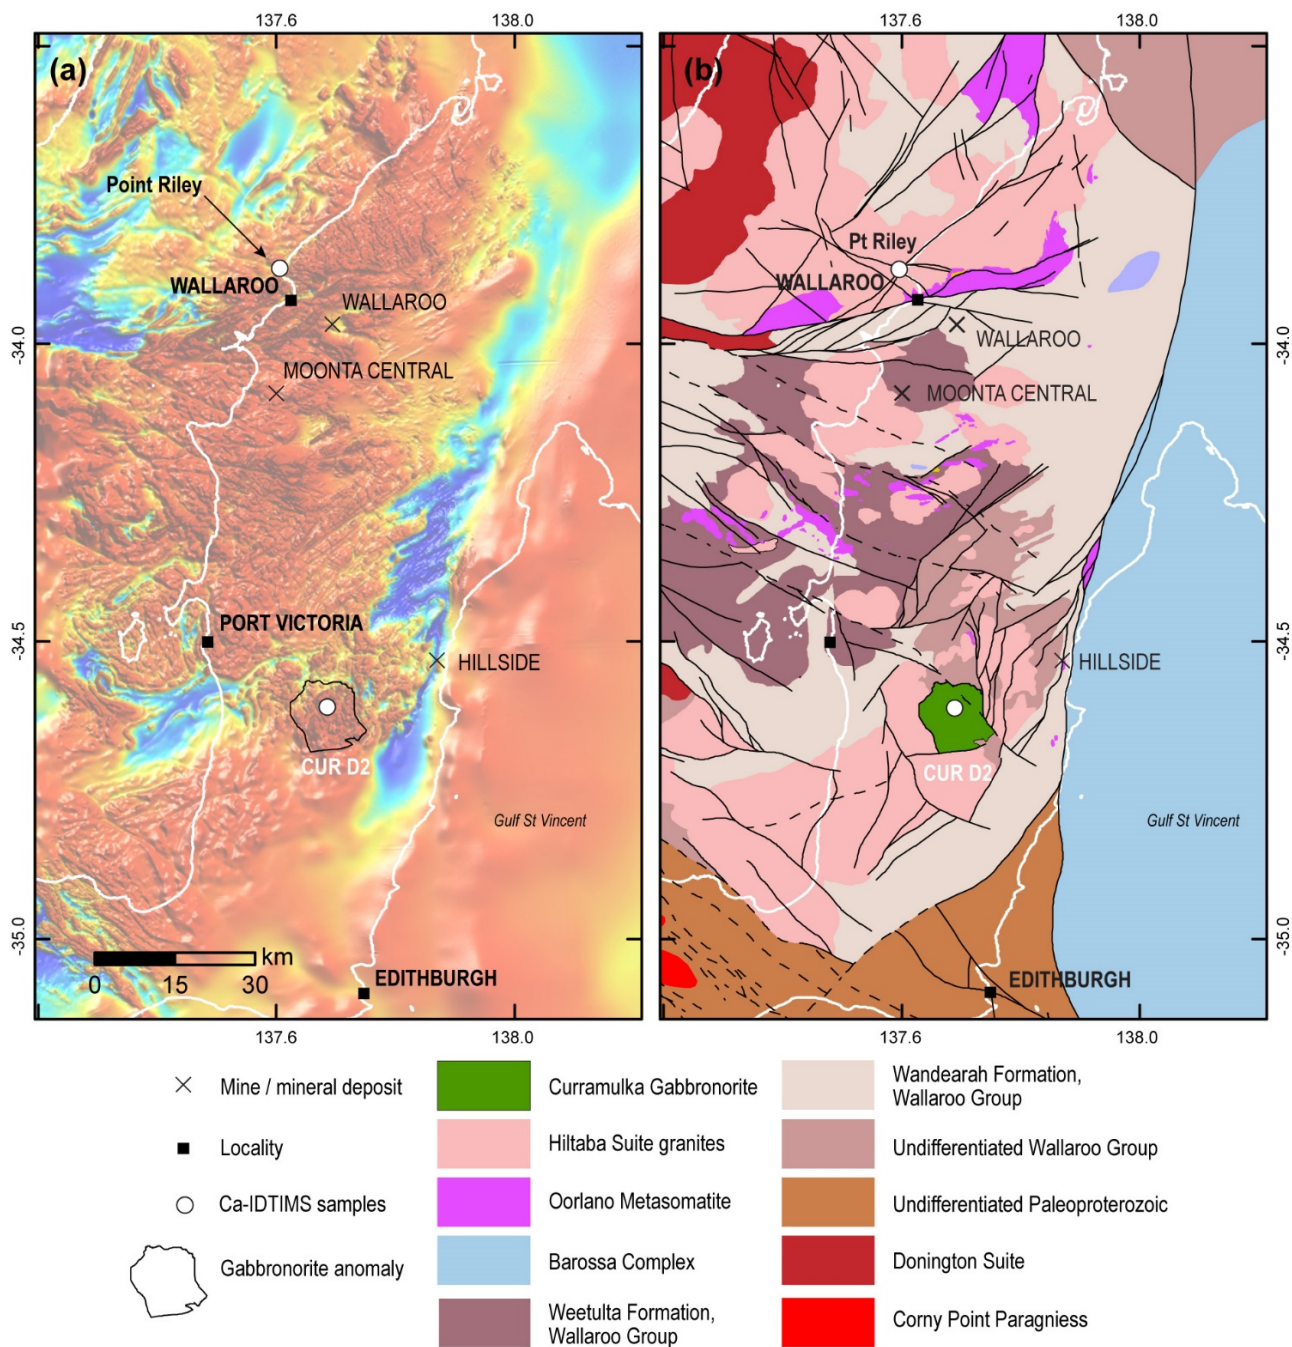 137.6
138.0
137.6
138.0
(a)
(b)
Point Riley
WALLAROO
WALLAROO
MOONTA CENTRAL
PORT VICTORIA
HILLSIDE
CUR D2
Gulf St Vincent
km
0
15
30
EDITHBURGH
137.6
138.0
-34.0
-34.5
-35.0
Pt Riley
WALLAROO
WALLAROO
MOONTA CENTRAL
HILLSIDE
CUR D2
Gulf St Vincent
EDITHBURGH
137.6
138.0
-34.0
-34.5
-35.0
Mine / mineral deposit
Locality
Ca-IDTIMS samples
Gabbronorite anomaly
Curramulka Gabbronorite
Hiltaba Suite granites
Oorlano Metasomatite
Barossa Complex
Weetulta Formation,
Wallaroo Group
Wandearah Formation,
Wallaroo Group
Undifferentiated Wallaroo Group
Undifferentiated Paleoproterozoic
Donington Suite
Corny Point Paragniess